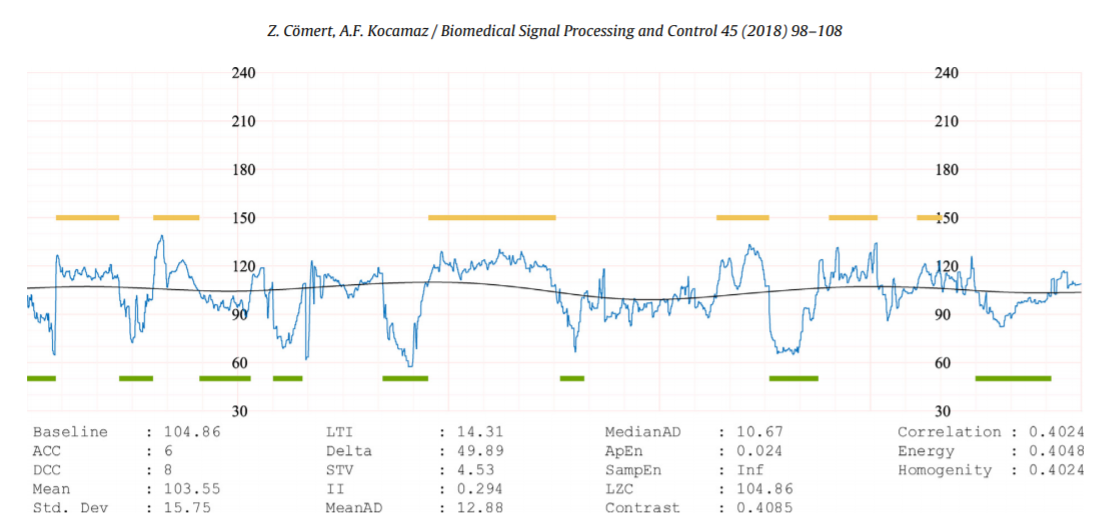 Z. Cömert, A.F. Kocamaz / Biomedical Signal Processing and Control 45 (2018) 98–108
240 240
210 210
180 180
150 150
120 120
90 90
60 60
30 30
Baseline : 104.86 LTI : 14.31 MedianAD : 10.67 Correlation : 0.4024
ACC : 6 Delta : 49.89 ApEn : 0.024 Energy : 0.4048
DCC : 8 STV : 4.53 SampEn : Inf Homogenity : 0.4024
Mean : 103.55 II : 0.294 LZC : 104.86
Std. Dev : 15.75 MeanAD : 12.88 Contrast : 0.4085